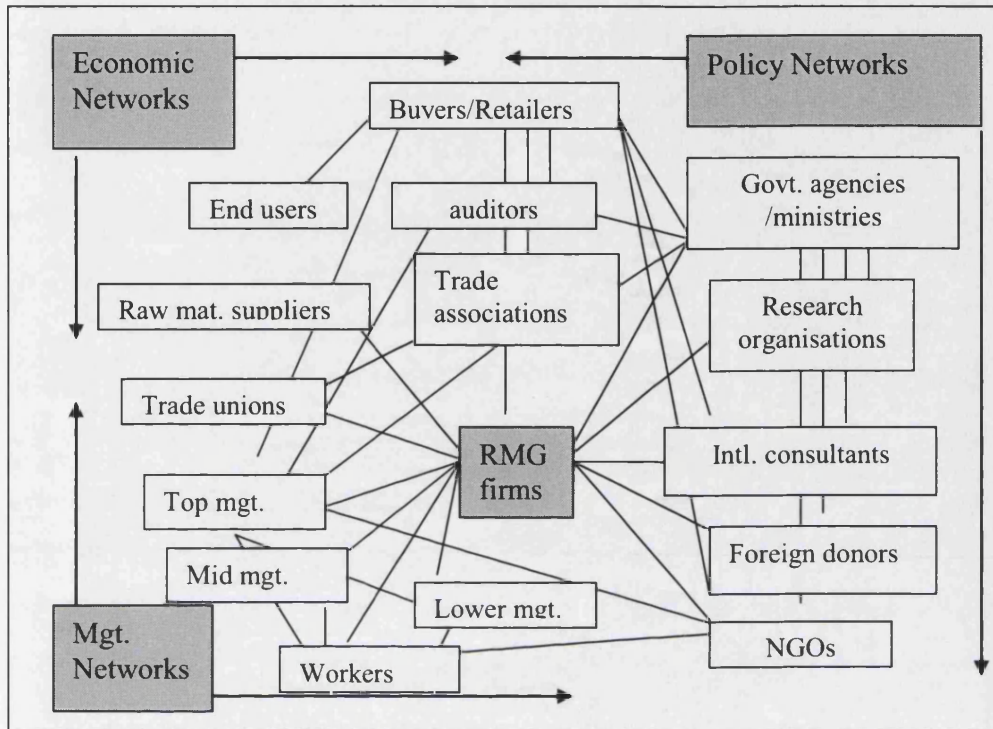 Economic
Networks
Policy Networks
Buvers/Retailers
Govt. agencies
/ministries
End users
auditors
Trade
associations
Raw mat. suppliers
Research
organisations
Trade unions
RMG
firms
Intl. consultants
Top mgt.
Mid mgt.
Foreign donors
Lower mgt.
Mgt.
Networks
NGOs
Workers